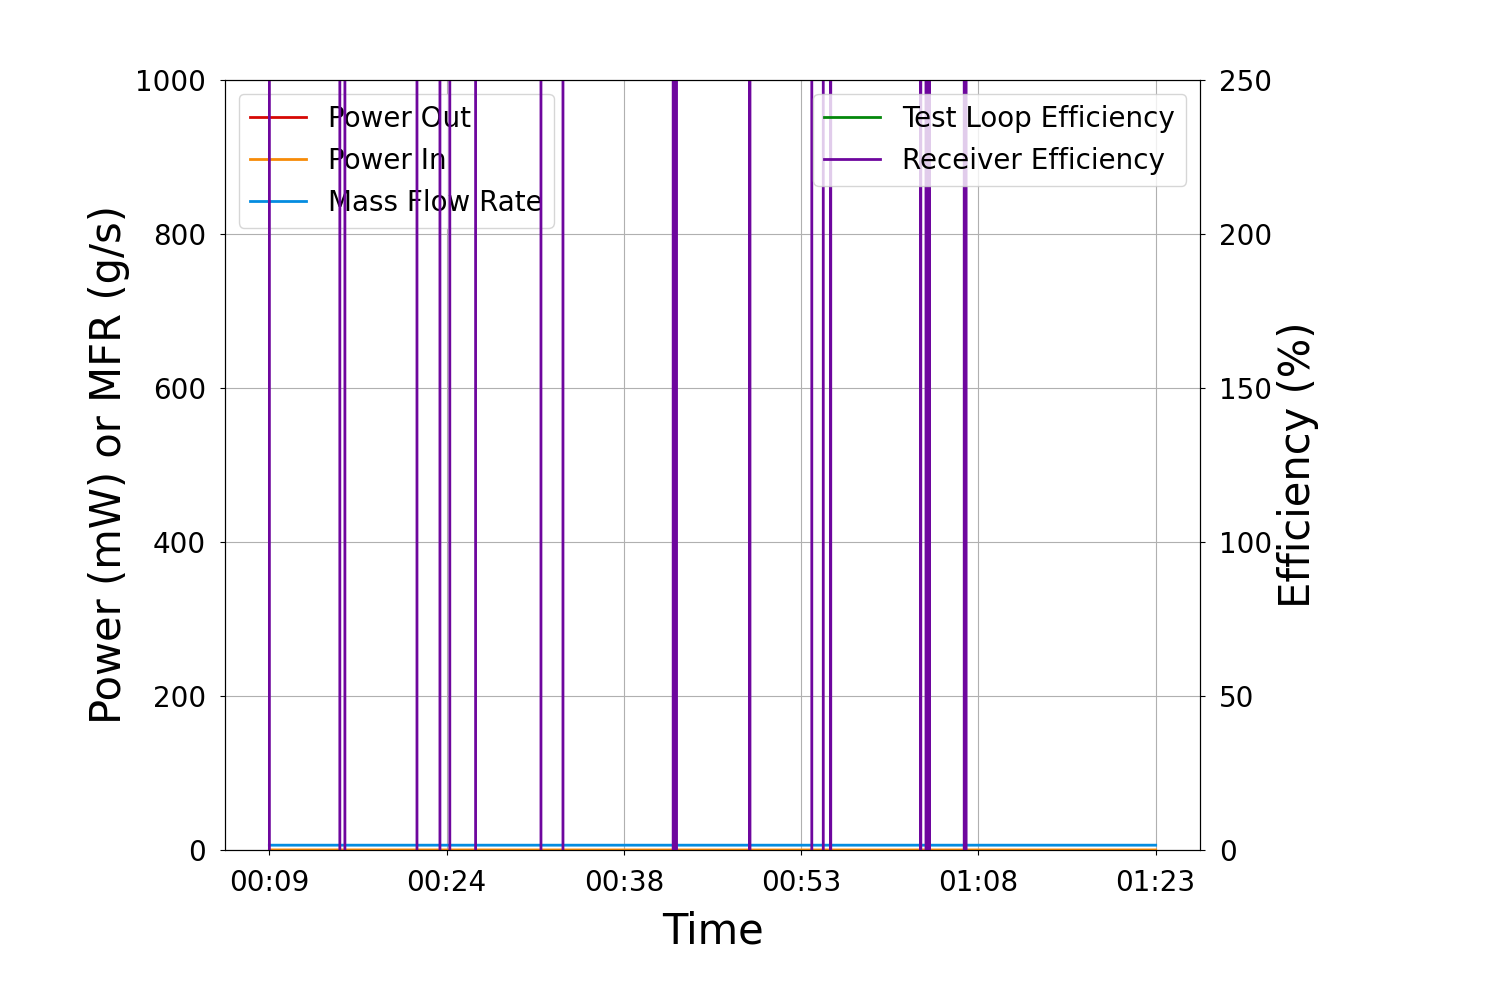 1000
800
600
400
200
0
Power (mW) or MFR (g/s)
Power Out
Power In
Mass Flow Rate
Test Loop Efficiency
Receiver Efficiency
250
200
150
100
50
0
Efficiency (%)
00:09 00:24 00:38 00:53 01:08 01:23
Time